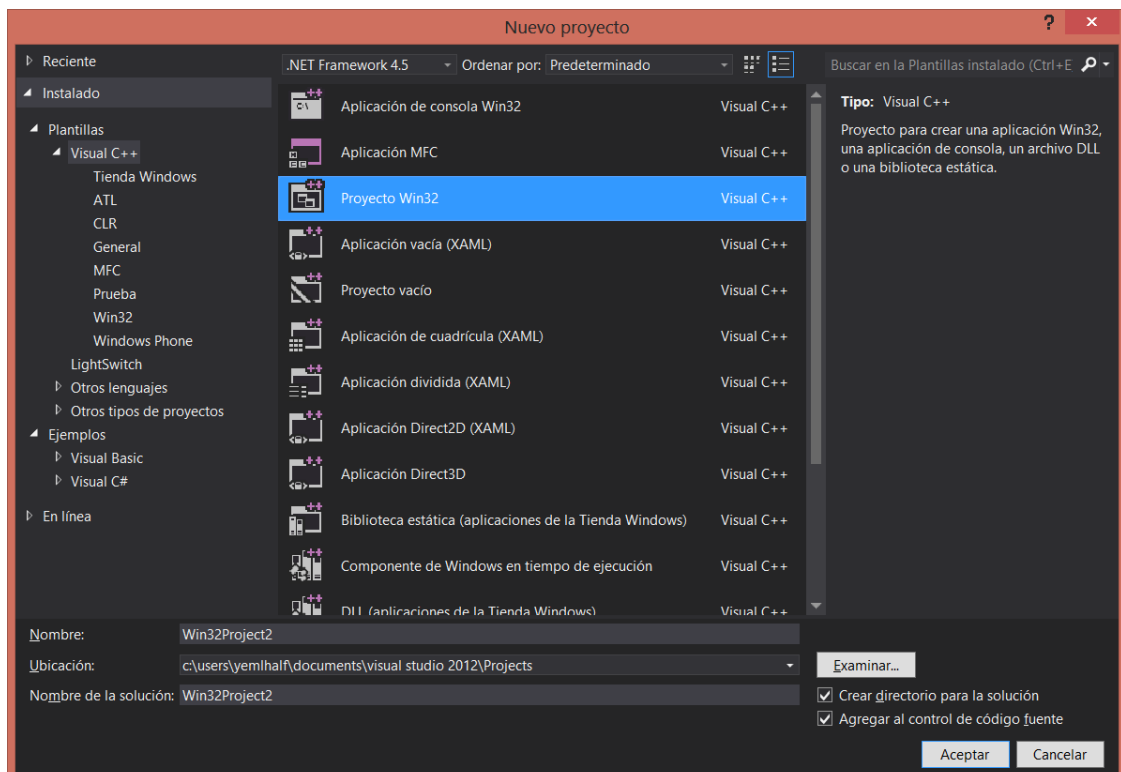 Nuevo proyecto
?
x
Reciente
Instalado
Plantillas
Visual C++
Tienda Windows
ATL
CLR
General
MFC
Prueba
Win32
Windows Phone
LightSwitch
Otros lenguajes
Otros tipos de proyectos
Ejemplos
Visual Basic
Visual C#
En línea
.NET Framework 4.5 Ordenar por: Predeterminado
Aplicación de consola Win32 Visual C++
Aplicación MFC Visual C++
Proyecto Win32 Visual C++
Aplicación vacía (XAML) Visual C++
Proyecto vacío Visual C++
Aplicación de cuadrícula (XAML) Visual C++
Aplicación dividida (XAML) Visual C++
Aplicación Direct2D (XAML) Visual C++
Aplicación Direct3D Visual C++
Biblioteca estática (aplicaciones de la Tienda Windows) Visual C++
Componente de Windows en tiempo de ejecución Visual C++
DLL (aplicaciones de la Tienda Windows) Visual C++
Buscar en la Plantillas instalado (Ctrl+E
Tipo: Visual C++
Proyecto para crear una aplicación Win32,
una aplicación de consola, un archivo DLL
o una biblioteca estática.
Nombre: Win32Project2
Ubicación: c:\users\yemlhalf\documents\visual studio 2012\Projects
Examinar...
Nombre de la solución: Win32Project2
Crear directorio para la solución
Agregar al control de código fuente
Aceptar Cancelar